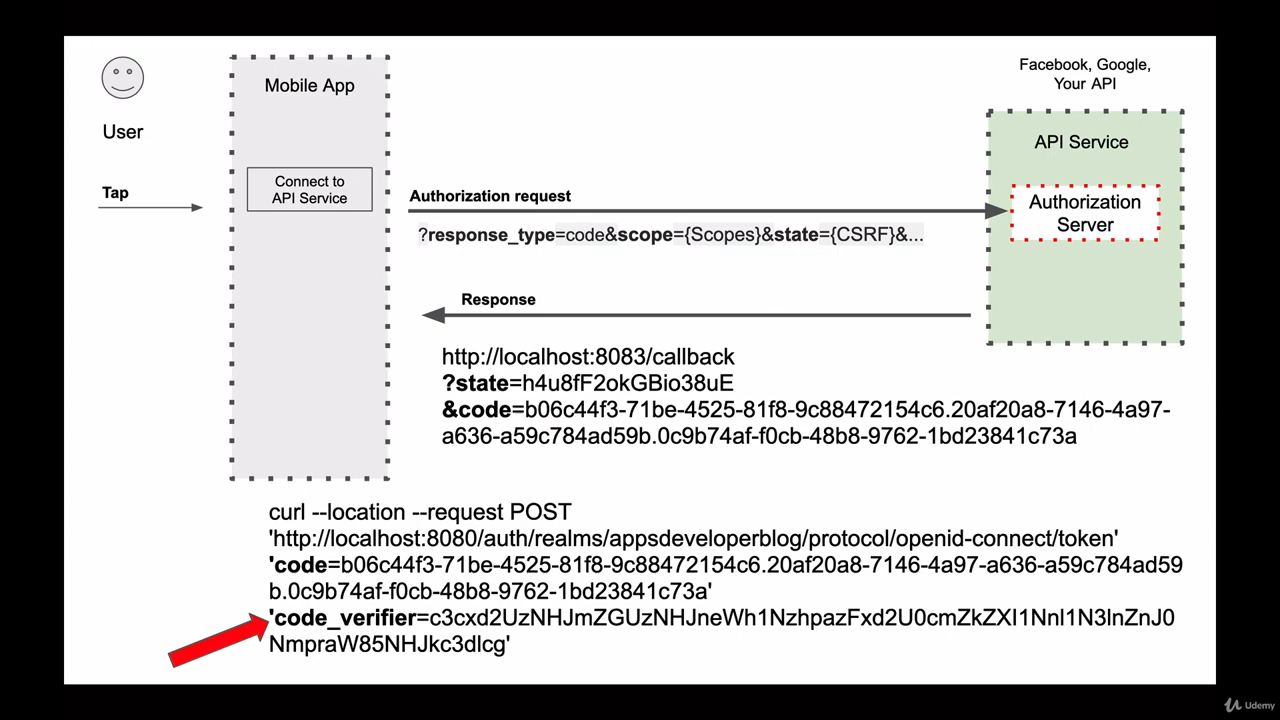 Facebook, Google,
Your API
Mobile App
User
API Service
Tap
Connect to
API Service
Authorization request
Authorization
Server
?response_type=code&scope={Scopes}&state={CSRF}&...
Response
http://localhost:8083/callback
?state=h4u8fF2okGBio38uE
&code=b06c44f3-71be-4525-81f8-9c88472154c6.20af20a8-7146-4a97-
a636-a59c784ad59b.0c9b74af-f0cb-48b8-9762-1bd23841c73a
curl --location --request POST
'http://localhost:8080/auth/realms/appsdeveloperblog/protocol/openid-connect/token'
'code=b06c44f3-71be-4525-81f8-9c88472154c6.20af20a8-7146-4a97-a636-a59c784ad59
b.0c9b74af-f0cb-48b8-9762-1bd23841c73a'
'code_verifier=c3cxd2UzNHJmZGUzNHJneWh1NzhpazFxd2U0cmZkZXI1Nnl1N3lnZnJ0
NmpraW85NHJkc3dlcg'
Udemy